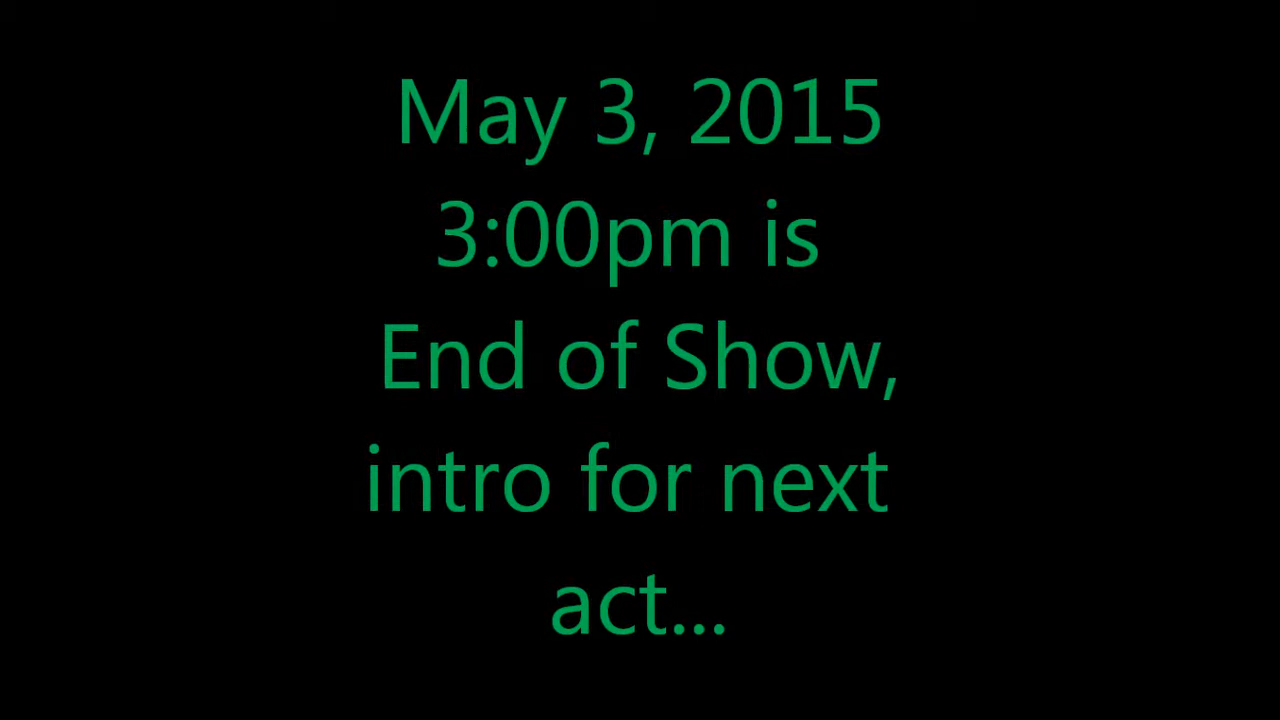 May 3, 2015
3:00pm is
End of Show,
intro for next
act...